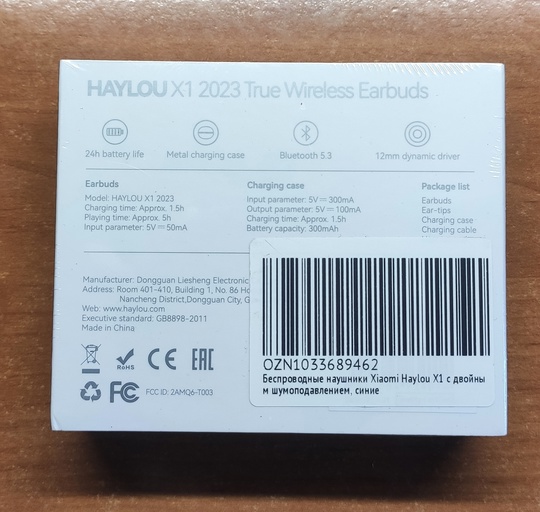 HAYLOU X1 2023 True Wireless Earbuds
24h battery life
Metal charging case
Bluetooth 5.3
12mm dynamic driver
Earbuds
Model: HAYLOU X1 2023
Charging time: Approx. 1.5h
Playing time: Approx. 5h
Input parameter: 5V⎓50mA
Charging case
Input parameter: 5V⎓300mA
Output parameter: 5V⎓100mA
Charging time: Approx. 1.5h
Battery capacity: 300mAh
Package list
Earbuds
Ear-tips
Charging case
Charging cable
Manufacturer: Dongguan Liesheng Electronic
Address: Room 401-410, Building 1, No. 86 Ho
Nancheng District,Dongguan City, G
Web: www.haylou.com
Executive standard: GB8898-2011
Made in China
RoHS
CE
EAC
FC
FCC ID: 2AMQ6-T003
OZN1033689462
Беспроводные наушники Xiaomi Haylou X1 с двойны
м шумоподавлением, синие